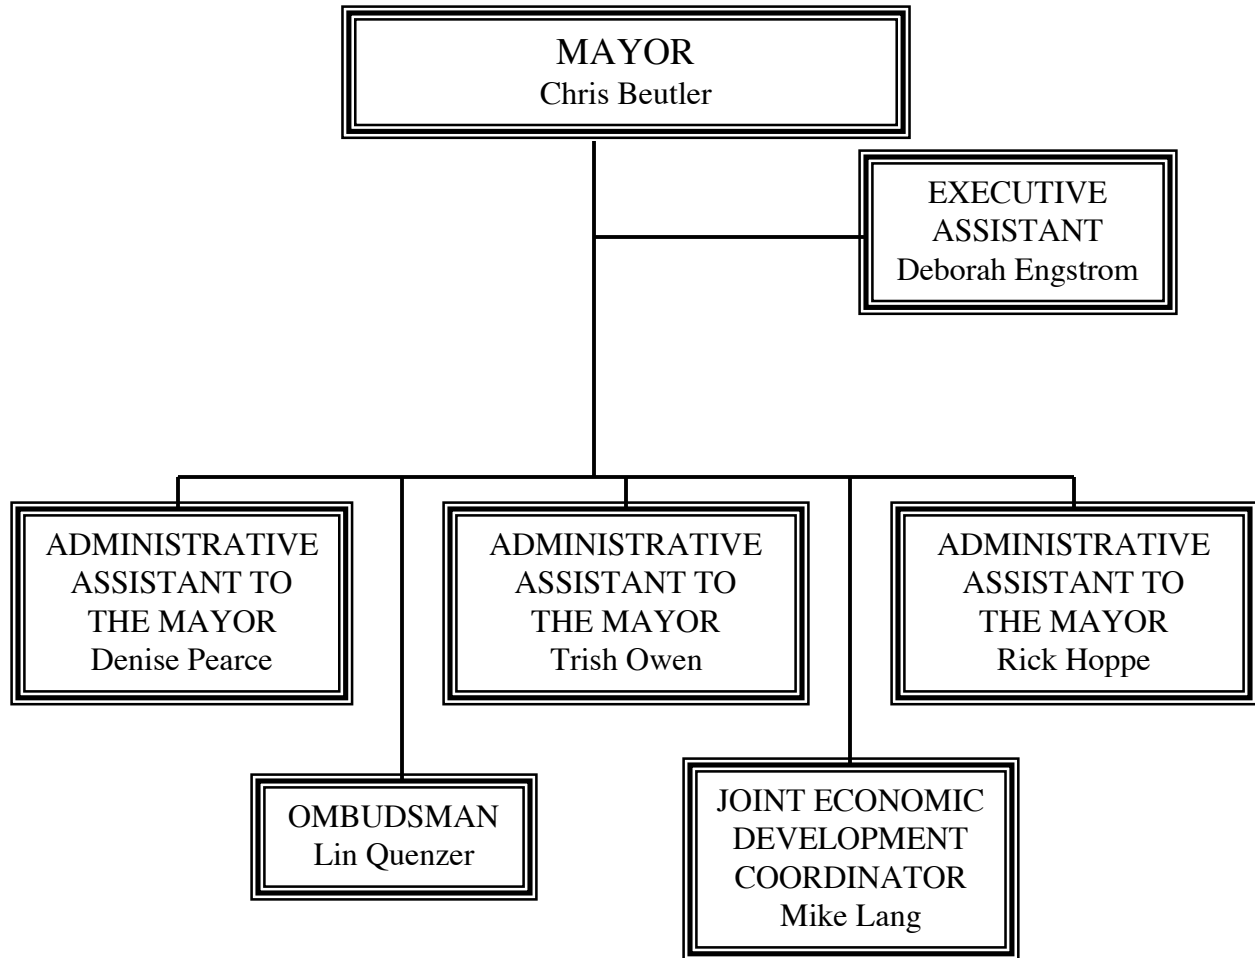 MAYOR
Chris Beutler
EXECUTIVE
ASSISTANT
Deborah Engstrom
ADMINISTRATIVE
ASSISTANT TO
THE MAYOR
Denise Pearce
ADMINISTRATIVE
ASSISTANT TO
THE MAYOR
Trish Owen
ADMINISTRATIVE
ASSISTANT TO
THE MAYOR
Rick Hoppe
OMBUDSMAN
Lin Quenzer
JOINT ECONOMIC
DEVELOPMENT
COORDINATOR
Mike Lang